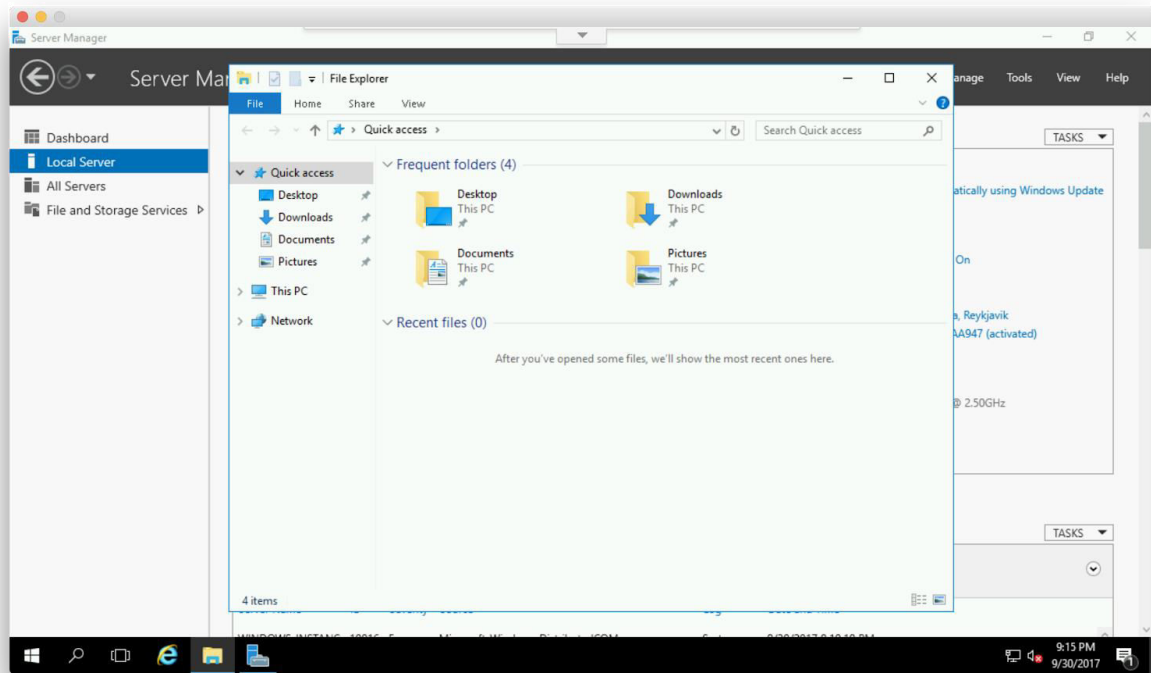 Server Manager
Server Mar
Manage Tools View Help
Dashboard
Local Server
All Servers
File and Storage Services
File Explorer
File Home Share View
Quick access
Search Quick access
Quick access
Desktop
Downloads
Documents
Pictures
This PC
Network
Frequent folders (4)
Desktop
This PC
Downloads
This PC
Documents
This PC
Pictures
This PC
Recent files (0)
After you've opened some files, we'll show the most recent ones here.
4 items
TASKS
atically using Windows Update
On
a, Reykjavik
AA947 (activated)
@ 2.50GHz
TASKS
9:15 PM
9/30/2017
1